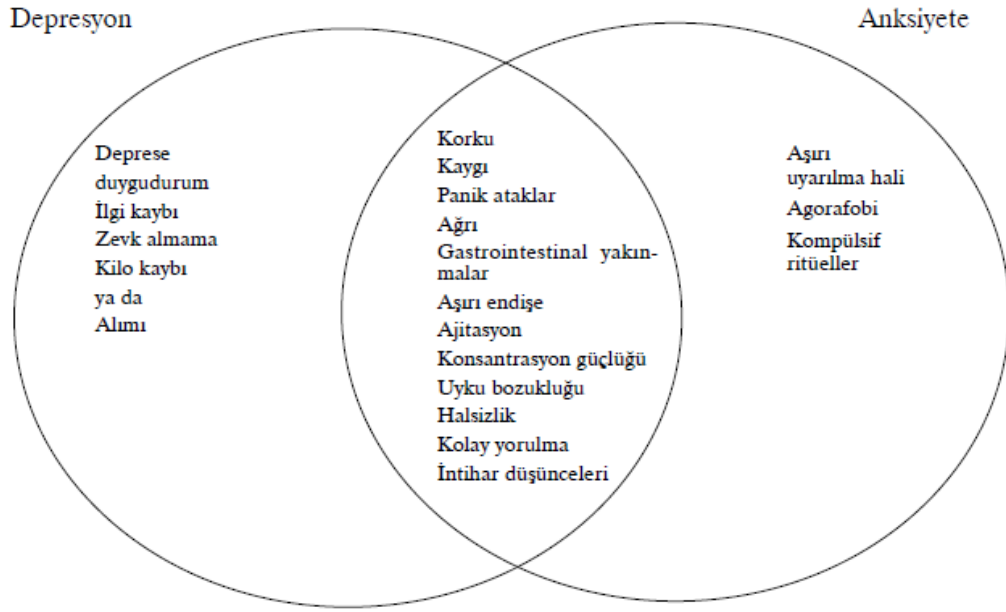 Depresyon
Anksiyete
Deprese
duygudurum
İlgi kaybı
Zevk almama
Kilo kaybı
ya da
Alımı
Korku
Kaygı
Panik ataklar
Ağrı
Gastrointestinal yakın-
malar
Aşırı endişe
Ajitasyon
Konsantrasyon güçlüğü
Uyku bozukluğu
Halsizlik
Kolay yorulma
İntihar düşünceleri
Aşırı
uyarılma hali
Agorafobi
Kompülsif
ritüeller